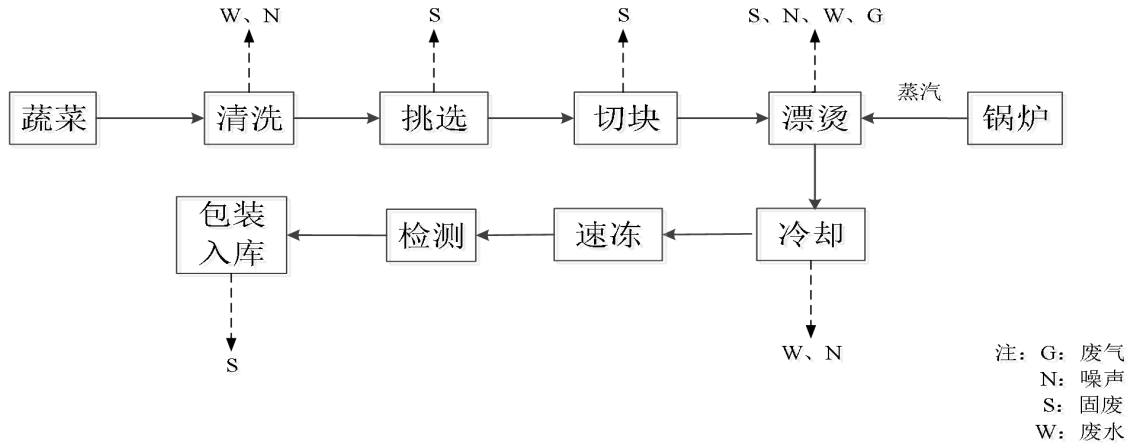 W、N
S
S
S、N、W、G
蔬菜
清洗
挑选
切块
漂烫
蒸汽
锅炉
包装
入库
检测
速冻
冷却
S
W、N
注：G：废气
N：噪声
S：固废
W：废水